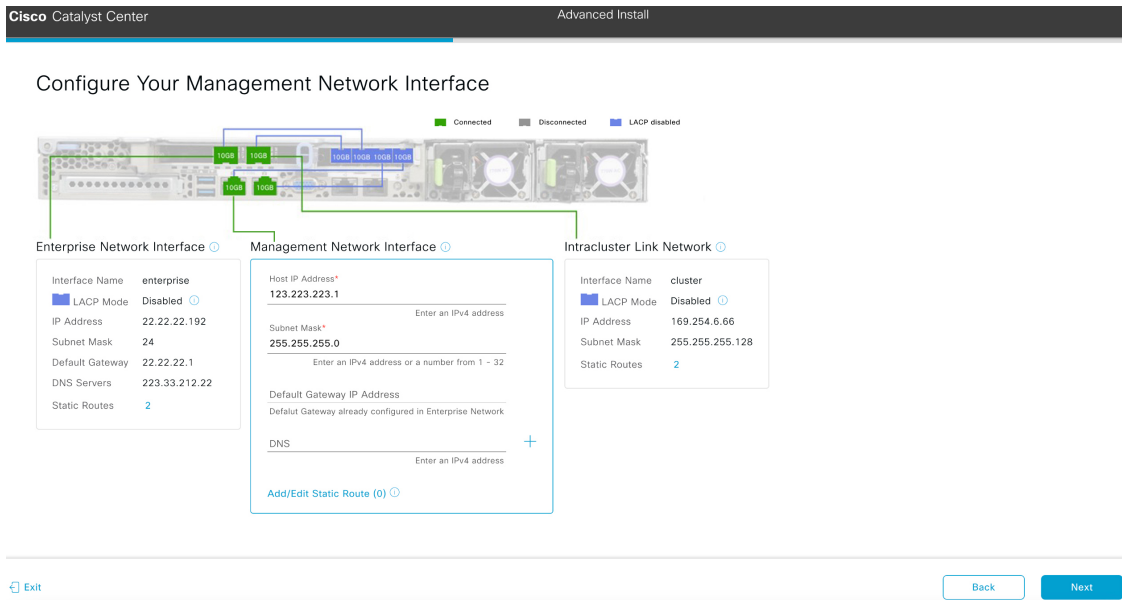 Cisco Catalyst Center
Advanced Install
Configure Your Management Network Interface
Connected
Disconnected
LACP disabled
10GB 10GB 10GB 10GB 10GB 10GB
10GB 10GB
Enterprise Network Interface
Interface Name enterprise
LACP Mode Disabled
IP Address 22.22.22.192
Subnet Mask 24
Default Gateway 22.22.22.1
DNS Servers 223.33.212.22
Static Routes 2
Management Network Interface
Host IP Address*
123.223.223.1
Enter an IPv4 address
Subnet Mask*
255.255.255.0
Enter an IPv4 address or a number from 1 - 32
Default Gateway IP Address
Defalut Gateway already configured in Enterprise Network
DNS
Enter an IPv4 address
Add/Edit Static Route (0)
Intracluster Link Network
Interface Name cluster
LACP Mode Disabled
IP Address 169.254.6.66
Subnet Mask 255.255.255.128
Static Routes 2
Exit
Back
Next